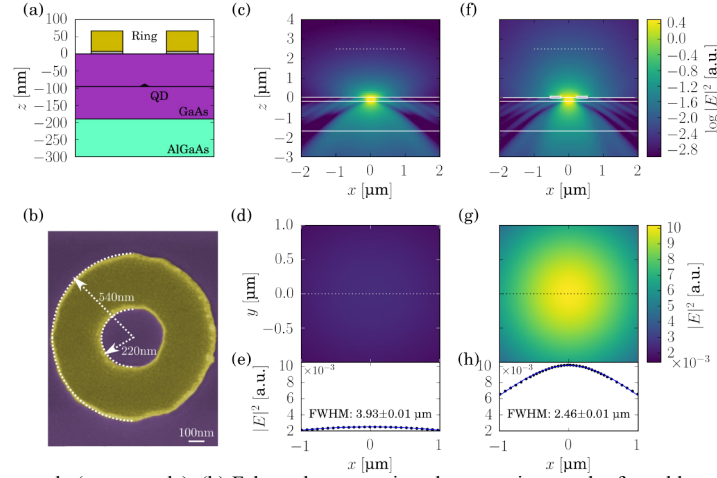 (a)
100
50
0
−50
−100
−150
−200
−250
−300
z [nm]
Ring
QD
GaAs
AlGaAs
(b)
540nm
220nm
100nm
(c)
4
3
2
1
0
−1
−2
−3
z [µm]
−2 −1 0 1 2
x [µm]
(f)
−2 −1 0 1 2
x [µm]
0.4
0.0
−0.4
−0.8
−1.2
−1.6
−2.0
−2.4
−2.8
log |E|² [a.u.]
(d)
1.0
0.5
0.0
−0.5
y [µm]
(g)
10
9
8
7
6
5
4
3
2
×10⁻³
|E|² [a.u.]
(e)
×10⁻³
10
8
6
4
2
|E|² [a.u.]
FWHM: 3.93±0.01 µm
−1 0 1
x [µm]
(h)
×10⁻³
FWHM: 2.46±0.01 µm
−1 0 1
x [µm]